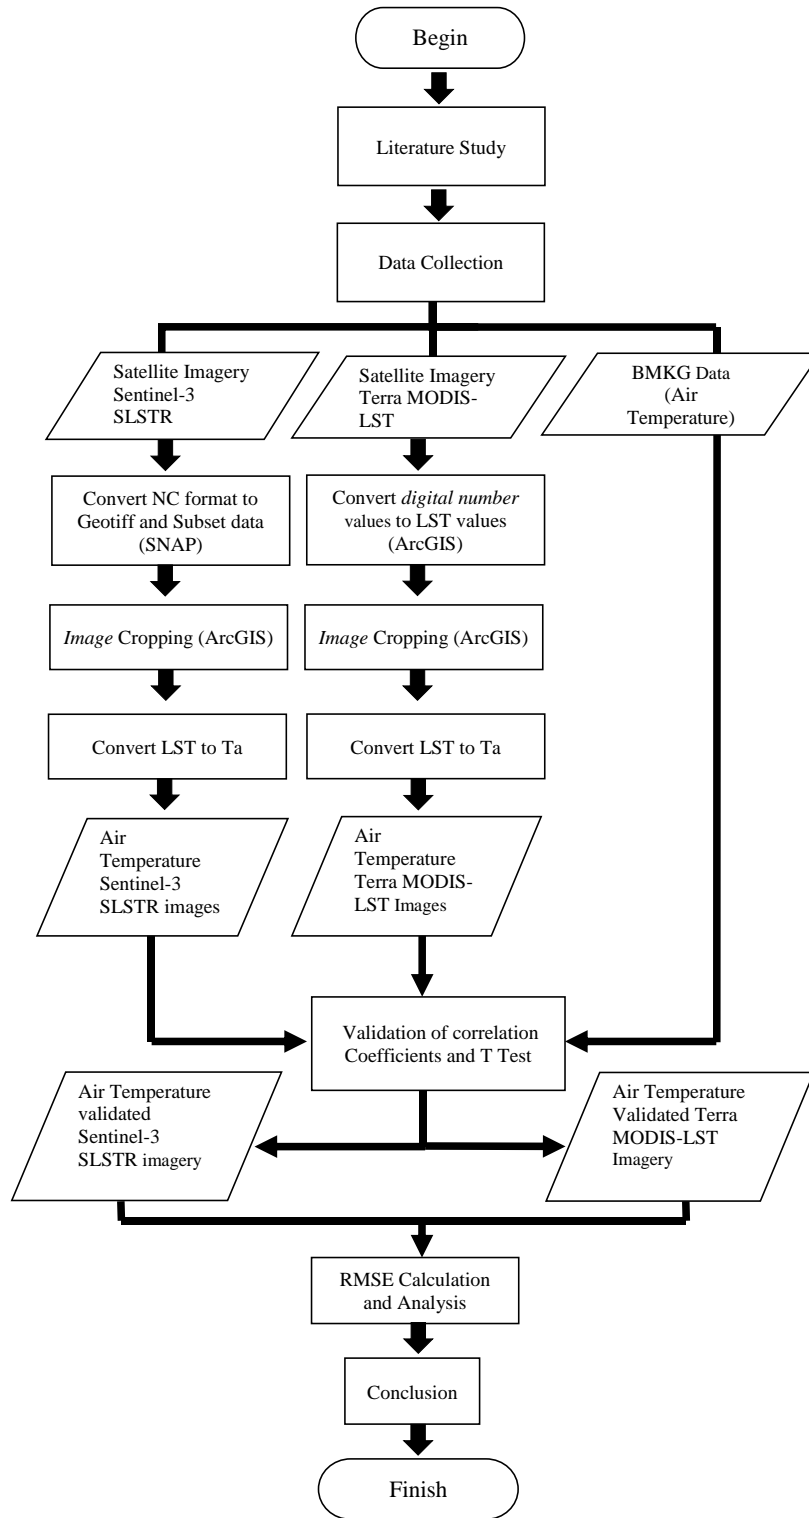 Begin
Literature Study
Data Collection
Satellite Imagery
Sentinel-3
SLSTR
Satellite Imagery
Terra MODIS-
LST
BMKG Data
(Air
Temperature)
Convert NC format to
Geotiff and Subset data
(SNAP)
Convert digital number
values to LST values
(ArcGIS)
Image Cropping (ArcGIS)
Image Cropping (ArcGIS)
Convert LST to Ta
Convert LST to Ta
Air
Temperature
Sentinel-3
SLSTR images
Air
Temperature
Terra MODIS-
LST Images
Validation of correlation
Coefficients and T Test
Air Temperature
validated
Sentinel-3
SLSTR imagery
Air Temperature
Validated Terra
MODIS-LST
Imagery
RMSE Calculation
and Analysis
Conclusion
Finish